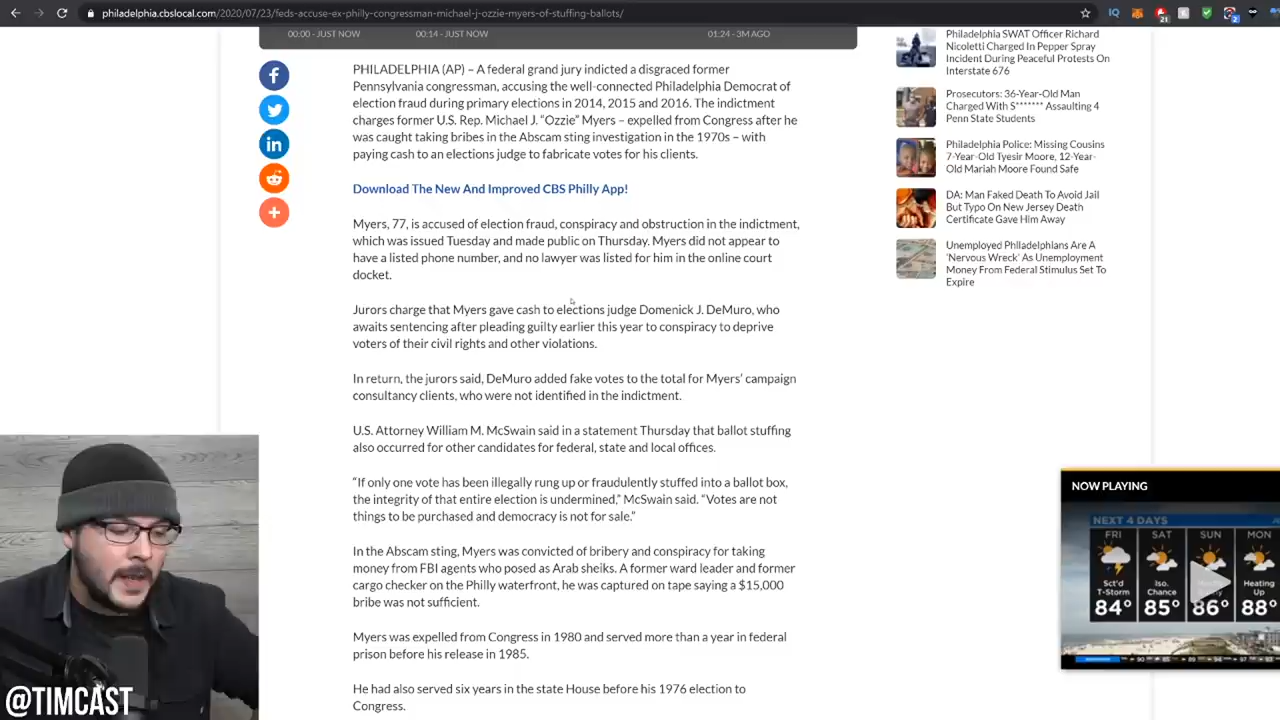 philadelphia.cbslocal.com/2020/07/23/feds-accuse-ex-philly-congressman-michael-j-ozzie-myers-of-stuffing-ballots/
00:00 - JUST NOW
00:14 - JUST NOW
01:24 - 3M AGO
PHILADELPHIA (AP) – A federal grand jury indicted a disgraced former
Pennsylvania congressman, accusing the well-connected Philadelphia Democrat of
election fraud during primary elections in 2014, 2015 and 2016. The indictment
charges former U.S. Rep. Michael J. “Ozzie” Myers – expelled from Congress after he
was caught taking bribes in the Abscam sting investigation in the 1970s – with
paying cash to an elections judge to fabricate votes for his clients.
Download The New And Improved CBS Philly App!
Myers, 77, is accused of election fraud, conspiracy and obstruction in the indictment,
which was issued Tuesday and made public on Thursday. Myers did not appear to
have a listed phone number, and no lawyer was listed for him in the online court
docket.
Jurors charge that Myers gave cash to elections judge Domenick J. DeMuro, who
awaits sentencing after pleading guilty earlier this year to conspiracy to deprive
voters of their civil rights and other violations.
In return, the jurors said, DeMuro added fake votes to the total for Myers’ campaign
consultancy clients, who were not identified in the indictment.
U.S. Attorney William M. McSwain said in a statement Thursday that ballot stuffing
also occurred for other candidates for federal, state and local offices.
“If only one vote has been illegally rung up or fraudulently stuffed into a ballot box,
the integrity of that entire election is undermined,” McSwain said. “Votes are not
things to be purchased and democracy is not for sale.”
In the Abscam sting, Myers was convicted of bribery and conspiracy for taking
money from FBI agents who posed as Arab sheiks. A former ward leader and former
cargo checker on the Philly waterfront, he was captured on tape saying a $15,000
bribe was not sufficient.
Myers was expelled from Congress in 1980 and served more than a year in federal
prison before his release in 1985.
He had also served six years in the state House before his 1976 election to
Congress.
Philadelphia SWAT Officer Richard
Nicoletti Charged In Pepper Spray
Incident During Peaceful Protests On
Interstate 676
Prosecutors: 36-Year-Old Man
Charged With S******* Assaulting 4
Penn State Students
Philadelphia Police: Missing Cousins
7-Year-Old Tyesir Moore, 12-Year-
Old Mariah Moore Found Safe
DA: Man Faked Death To Avoid Jail
But Typo On New Jersey Death
Certificate Gave Him Away
Unemployed Philadelphians Are A
‘Nervous Wreck’ As Unemployment
Money From Federal Stimulus Set To
Expire
NOW PLAYING
NEXT 4 DAYS
FRI SAT SUN MON
Sct'd
T-Storm
Iso.
Chance
Heating
Up
84° 85° 86° 88°
@TIMCAST